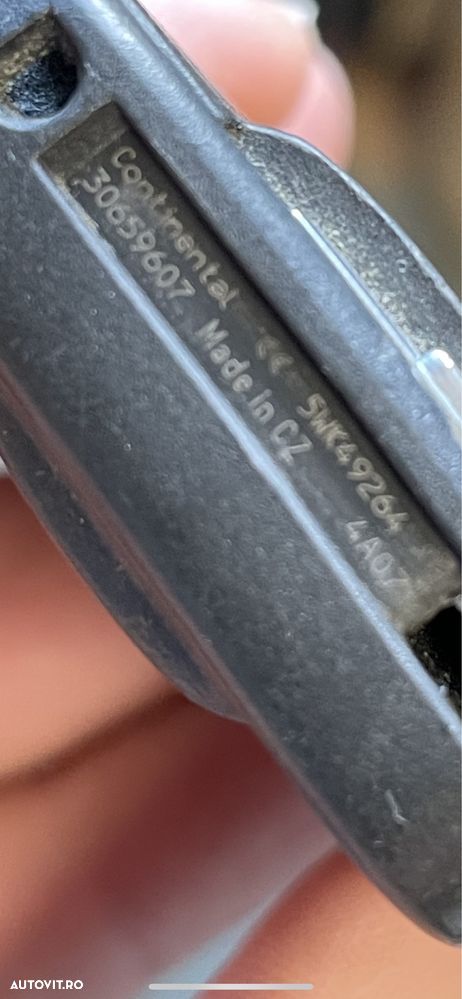 Continental CE 5WK49264
30659607 Made in CZ 4A07
AUTOVIT.RO